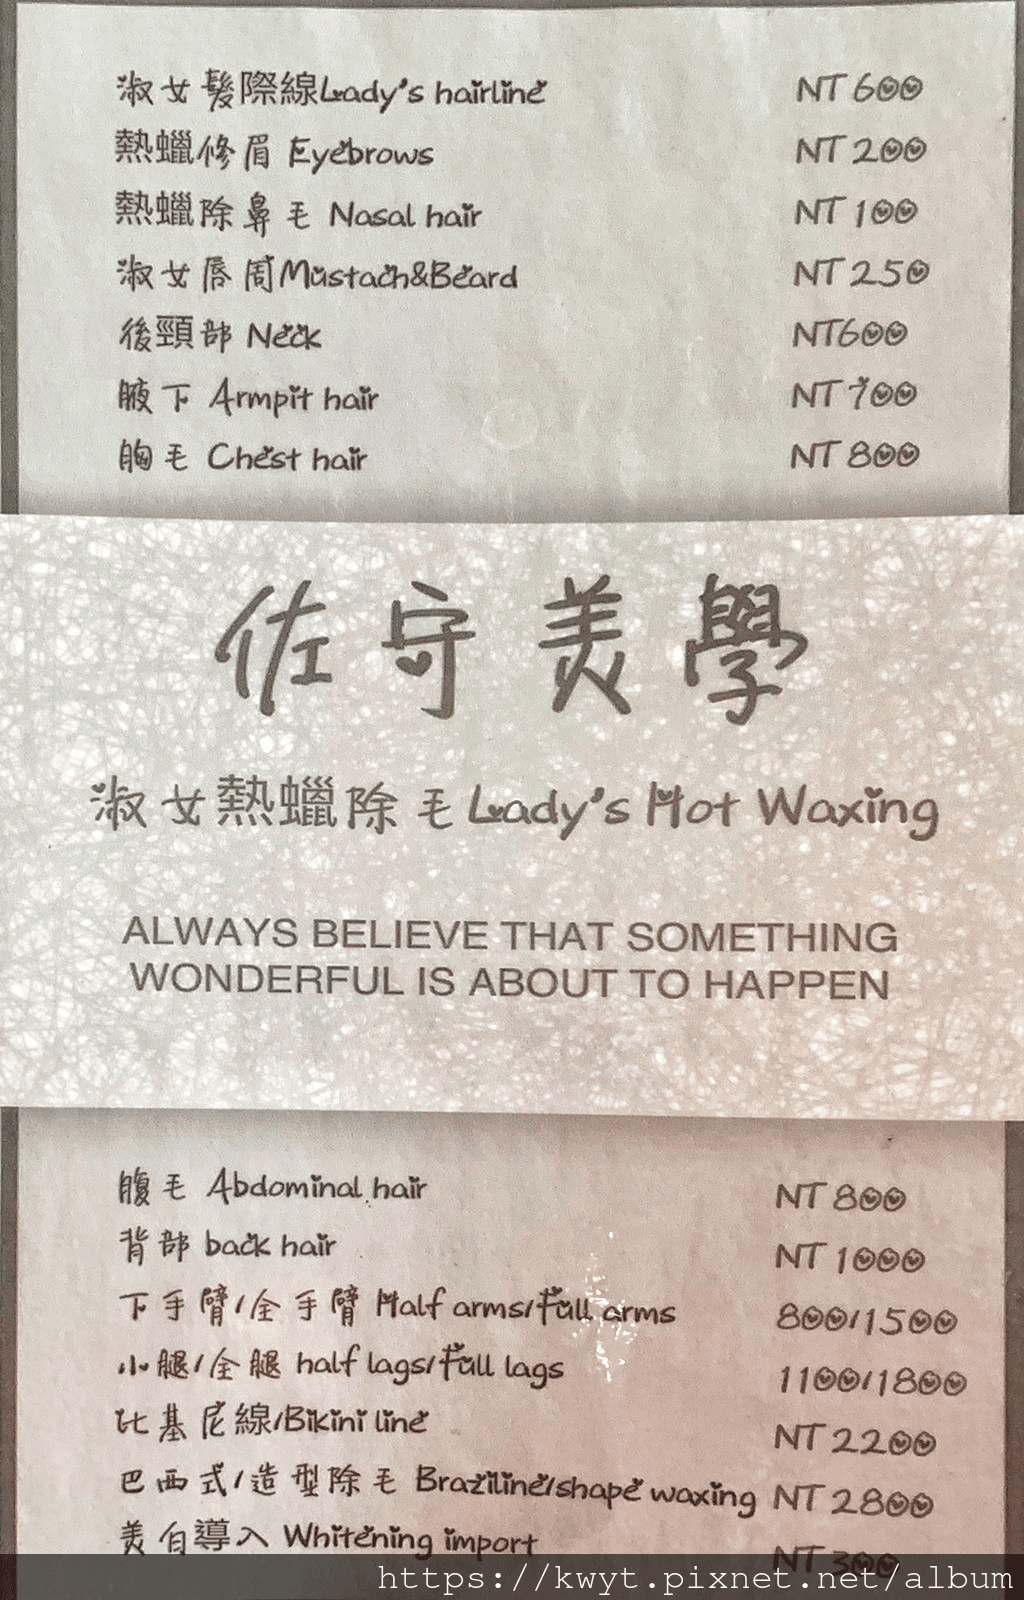 淑女髮際線Lady's hairline NT 600
熱蠟修眉 Eyebrows NT 200
熱蠟除鼻毛 Nasal hair NT 100
淑女唇周Mustach&Beard NT 250
後頸部 Neck NT600
腋下 Armpit hair NT 700
胸毛 Chest hair NT 800
佐守美學
淑女熱蠟除毛Lady's Hot Waxing
ALWAYS BELIEVE THAT SOMETHING
WONDERFUL IS ABOUT TO HAPPEN
腹毛 Abdominal hair NT 800
背部 back hair NT 1000
下手臂/全手臂 Half arms/Full arms 800/1500
小腿/全腿 half lags/Full lags 1100/1800
比基尼線/Bikini line NT 2200
巴西式/造型除毛 Braziline/shape waxing NT 2800
美白導入 Whitening import NT 300
https://kwyt.pixnet.net/album